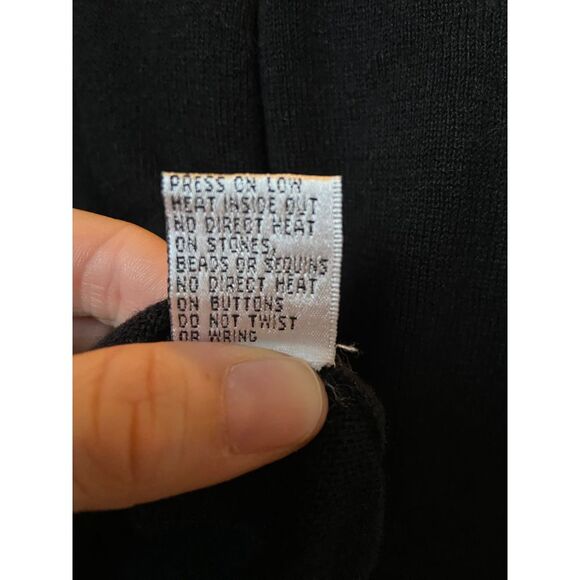 PRESS ON LOW
HEAT INSIDE OUT
NO DIRECT HEAT
ON STONES,
BEADS OR SEQUINS
NO DIRECT HEAT
ON BUTTONS
DO NOT TWIST
OR WRING